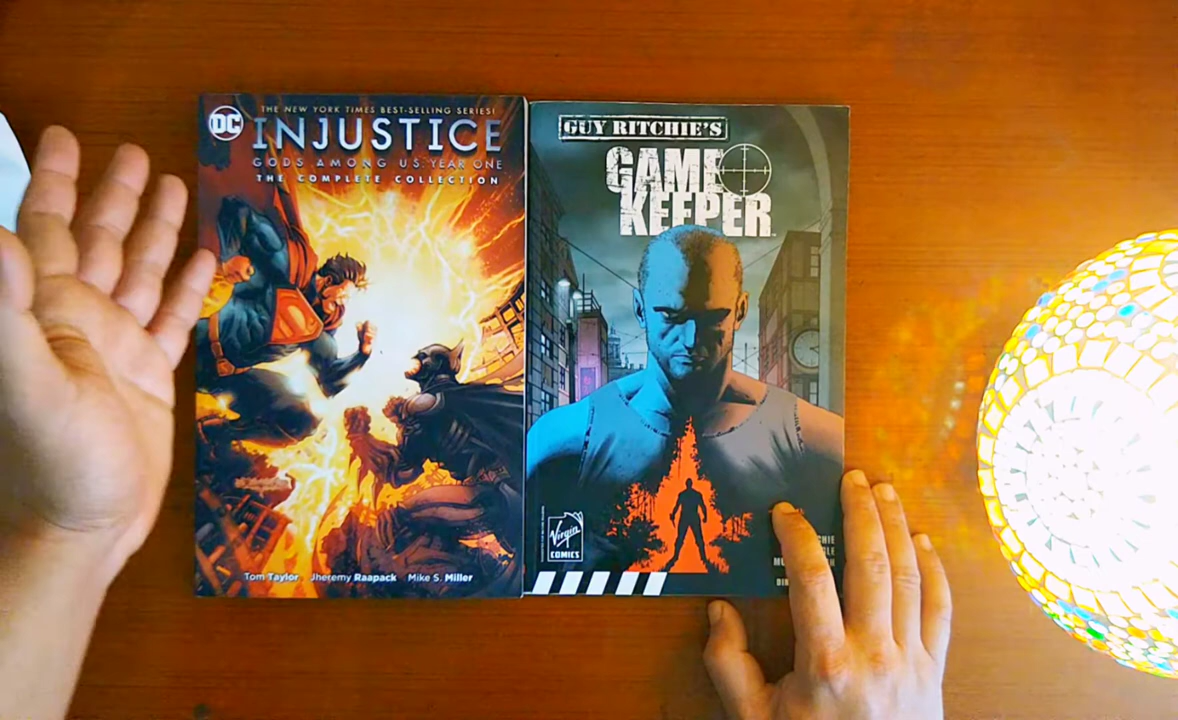 THE NEW YORK TIMES BEST-SELLING SERIES!
DC
INJUSTICE
GODS AMONG US: YEAR ONE
THE COMPLETE COLLECTION
Tom Taylor Jheremy Raapack Mike S. Miller
GUY RITCHIE'S
GAME
KEEPER
Virgin
COMICS